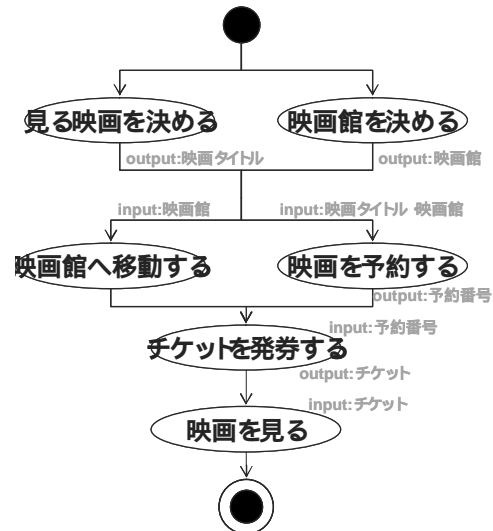 見る映画を決める
映画館を決める
output:映画タイトル
output:映画館
input:映画館
input:映画タイトル 映画館
映画館へ移動する
映画を予約する
output:予約番号
input:予約番号
チケットを発券する
output:チケット
input:チケット
映画を見る